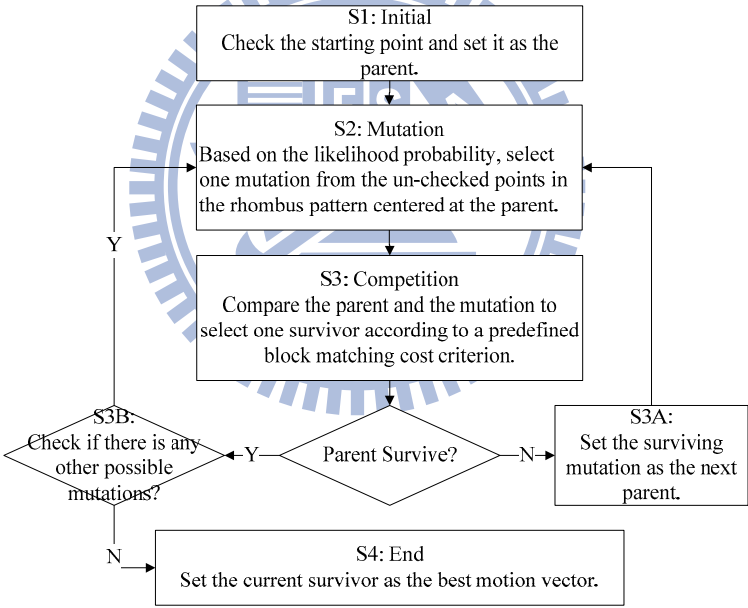 S1: Initial
Check the starting point and set it as the
parent.
S2: Mutation
Based on the likelihood probability, select
one mutation from the un-checked points in
the rhombus pattern centered at the parent.
Y
S3: Competition
Compare the parent and the mutation to
select one survivor according to a predefined
block matching cost criterion.
S3B:
Check if there is any
other possible
mutations?
Y
Parent Survive?
N
S3A:
Set the surviving
mutation as the next
parent.
N
S4: End
Set the current survivor as the best motion vector.